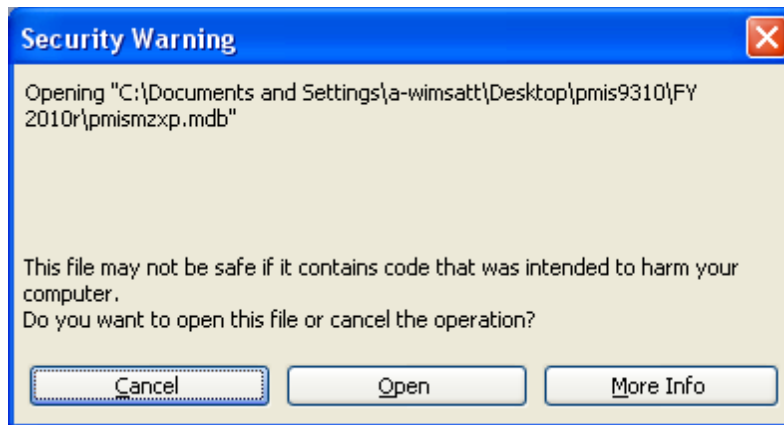 Security Warning
Opening "C:\Documents and Settings\a-wimsatt\Desktop\pmis9310\FY
2010r\pmismzxp.mdb"
This file may not be safe if it contains code that was intended to harm your
computer.
Do you want to open this file or cancel the operation?
Cancel Open More Info